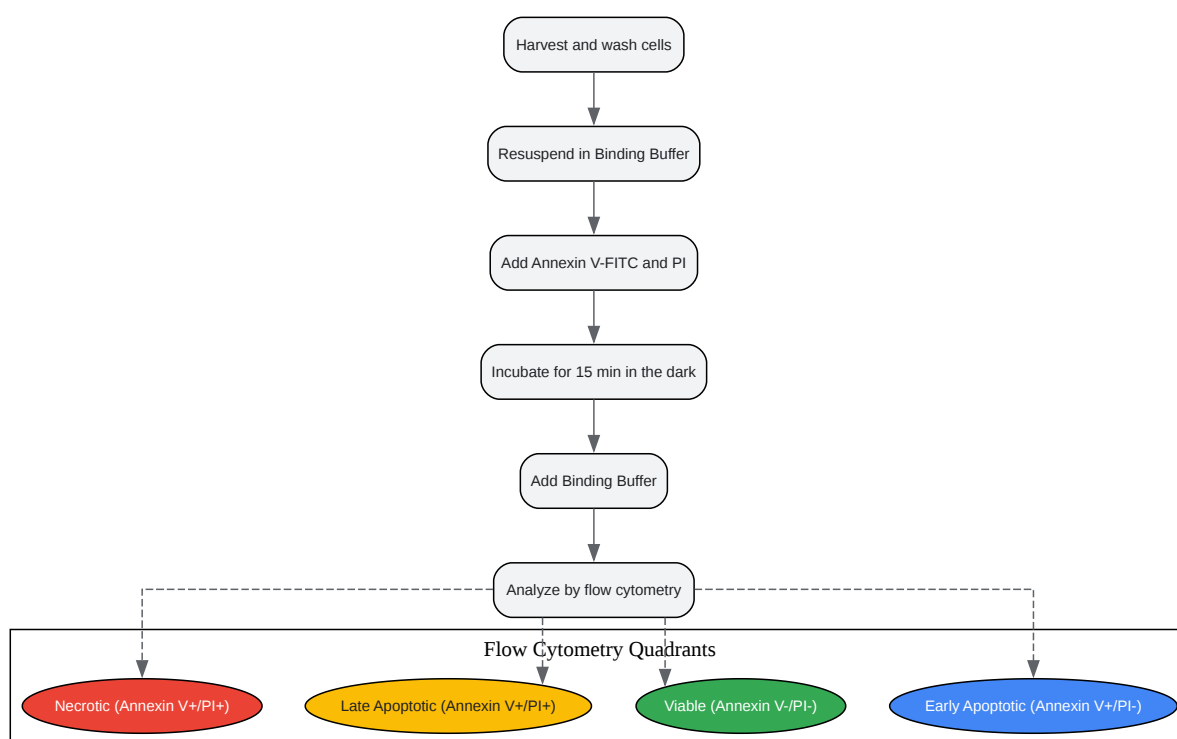 Harvest and wash cells
Resuspend in Binding Buffer
Add Annexin V-FITC and PI
Incubate for 15 min in the dark
Add Binding Buffer
Analyze by flow cytometry
Flow Cytometry Quadrants
Necrotic (Annexin V+/PI+)
Late Apoptotic (Annexin V+/PI+)
Viable (Annexin V-/PI-)
Early Apoptotic (Annexin V+/PI-)